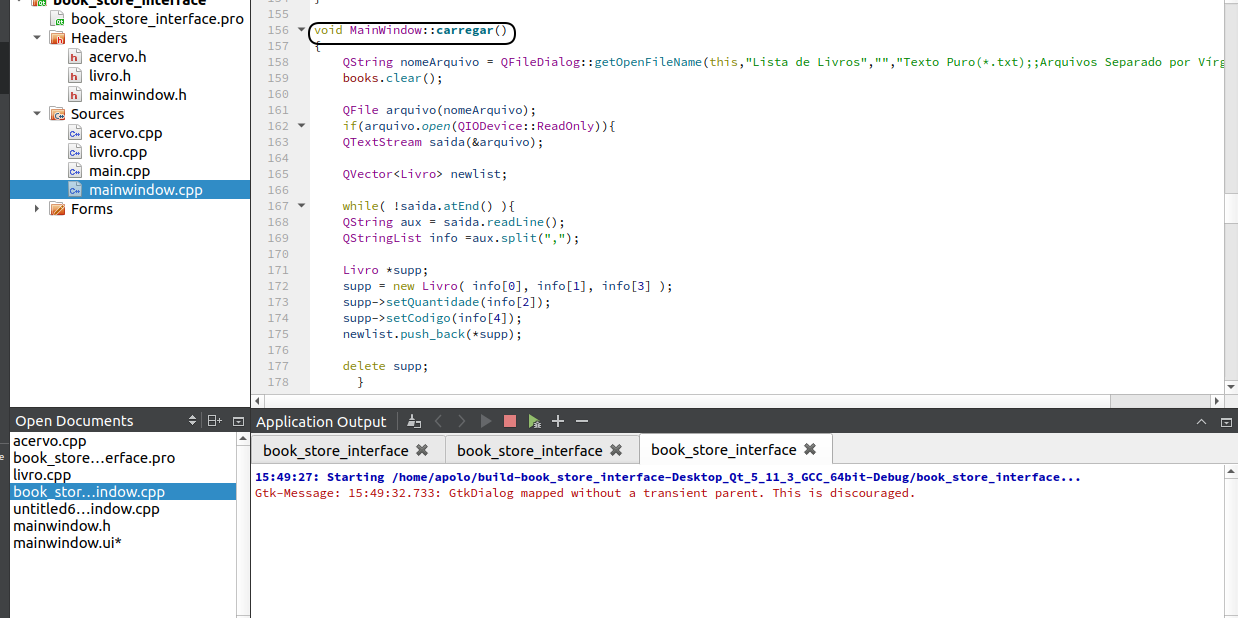 book_store_interface
book_store_interface.pro
Headers
acervo.h
livro.h
mainwindow.h
Sources
acervo.cpp
livro.cpp
main.cpp
mainwindow.cpp
Forms
155
156 void MainWindow::carregar()
157 {
158 QString nomeArquivo = QFileDialog::getOpenFileName(this,"Lista de Livros","","Texto Puro(*.txt);;Arquivos Separado por Virg
159 books.clear();
160
161 QFile arquivo(nomeArquivo);
162 if(arquivo.open(QIODevice::ReadOnly)){
163 QTextStream saida(&arquivo);
164
165 QVector<Livro> newlist;
166
167 while( !saida.atEnd() ){
168 QString aux = saida.readLine();
169 QStringList info =aux.split(",");
170
171 Livro *supp;
172 supp = new Livro( info[0], info[1], info[3] );
173 supp->setQuantidade(info[2]);
174 supp->setCodigo(info[4]);
175 newlist.push_back(*supp);
176
177 delete supp;
178 }
Open Documents
acervo.cpp
book_store...erface.pro
livro.cpp
book_stor...indow.cpp
untitled6...indow.cpp
mainwindow.h
mainwindow.ui*
Application Output
book_store_interface book_store_interface book_store_interface
15:49:27: Starting /home/apolo/build-book_store_interface-Desktop_Qt_5_11_3_GCC_64bit-Debug/book_store_interface...
Gtk-Message: 15:49:32.733: GtkDialog mapped without a transient parent. This is discouraged.